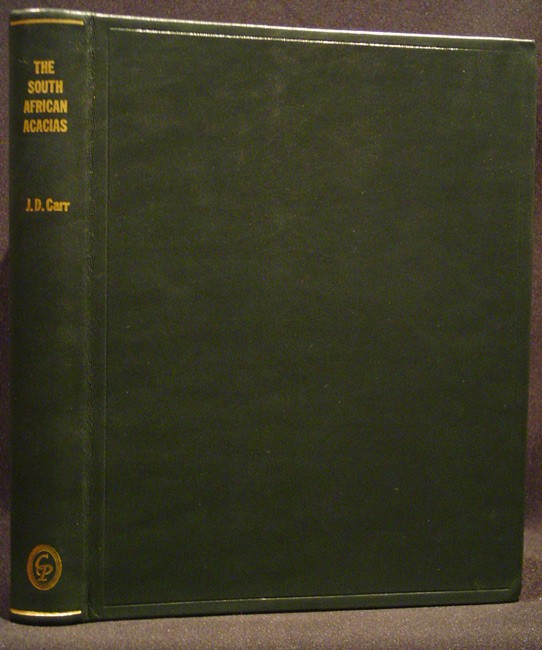 THE
SOUTH
AFRICAN
ACACIAS
J.D. Carr
CP